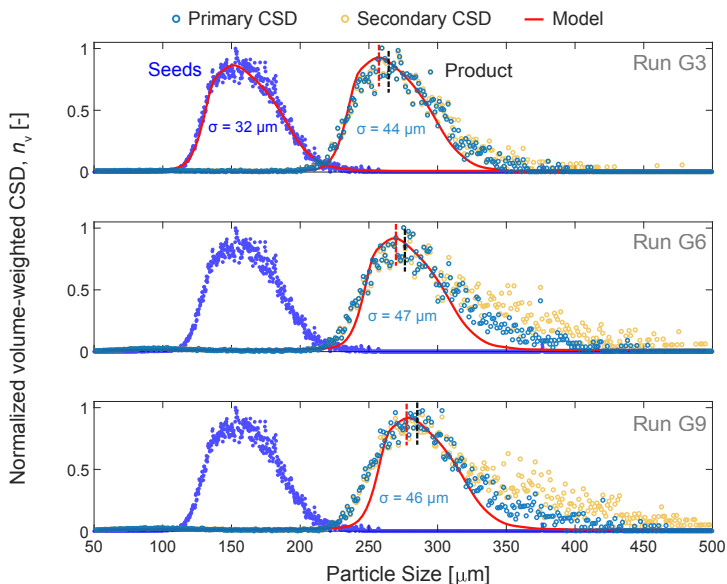 Primary CSD Secondary CSD Model
Normalized volume-weighted CSD, nᵥ [-]
1
0.5
0
Seeds
σ = 32 μm
Product
σ = 44 μm
Run G3
1
0.5
0
σ = 47 μm
Run G6
1
0.5
0
σ = 46 μm
Run G9
50 100 150 200 250 300 350 400 450 500
Particle Size [μm]